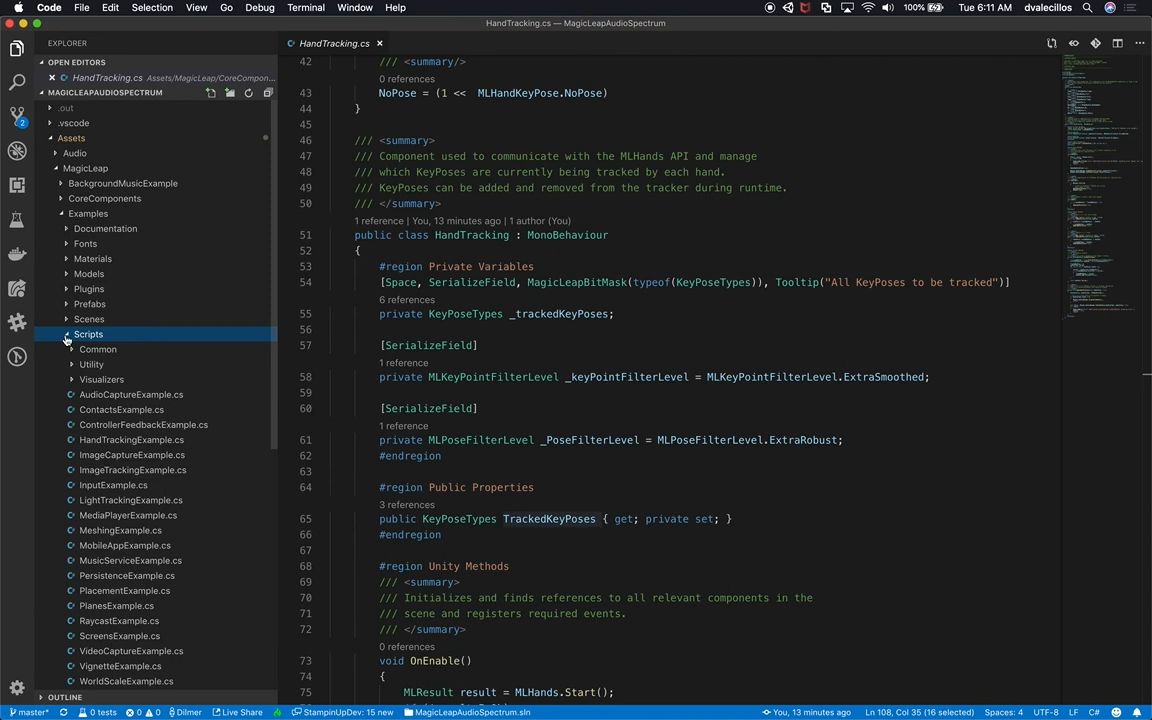 Code File Edit Selection View Go Debug Terminal Window Help 100% Tue 6:11 AM dvalecillos
HandTracking.cs — MagicLeapAudioSpectrum
EXPLORER
OPEN EDITORS
HandTracking.cs Assets/MagicLeap/CoreCompon...
MAGICLEAPAUDIOSPECTRUM
.out
.vscode
Assets
Audio
MagicLeap
BackgroundMusicExample
CoreComponents
Examples
Documentation
Fonts
Materials
Models
Plugins
Prefabs
Scenes
Scripts
Common
Utility
Visualizers
AudioCaptureExample.cs
ContactsExample.cs
ControllerFeedbackExample.cs
HandTrackingExample.cs
ImageCaptureExample.cs
ImageTrackingExample.cs
InputExample.cs
LightTrackingExample.cs
MediaPlayerExample.cs
MeshingExample.cs
MobileAppExample.cs
MusicServiceExample.cs
PersistenceExample.cs
PlacementExample.cs
PlanesExample.cs
RaycastExample.cs
ScreensExample.cs
VideoCaptureExample.cs
VignetteExample.cs
WorldScaleExample.cs
OUTLINE
2
HandTracking.cs
42 /// <summary/>
0 references
43 NoPose = (1 << MLHandKeyPose.NoPose)
44 }
45
46 /// <summary>
47 /// Component used to communicate with the MLHands API and manage
48 /// which KeyPoses are currently being tracked by each hand.
49 /// KeyPoses can be added and removed from the tracker during runtime.
50 /// </summary>
1 reference | You, 13 minutes ago | 1 author (You)
51 public class HandTracking : MonoBehaviour
52 {
53 #region Private Variables
54 [Space, SerializeField, MagicLeapBitMask(typeof(KeyPoseTypes)), Tooltip("All KeyPoses to be tracked")]
6 references
55 private KeyPoseTypes _trackedKeyPoses;
56
57 [SerializeField]
1 reference
58 private MLKeyPointFilterLevel _keyPointFilterLevel = MLKeyPointFilterLevel.ExtraSmoothed;
59
60 [SerializeField]
1 reference
61 private MLPoseFilterLevel _PoseFilterLevel = MLPoseFilterLevel.ExtraRobust;
62 #endregion
63
64 #region Public Properties
3 references
65 public KeyPoseTypes TrackedKeyPoses { get; private set; }
66 #endregion
67
68 #region Unity Methods
69 /// <summary>
70 /// Initializes and finds references to all relevant components in the
71 /// scene and registers required events.
72 /// </summary>
0 references
73 void OnEnable()
74 {
75 MLResult result = MLHands.Start();
master* 0 tests 0 0 Dilmer Live Share StampinUpDev: 15 new MagicLeapAudioSpectrum.sln You, 13 minutes ago Ln 108, Col 35 (16 selected) Spaces: 4 UTF-8 LF C#